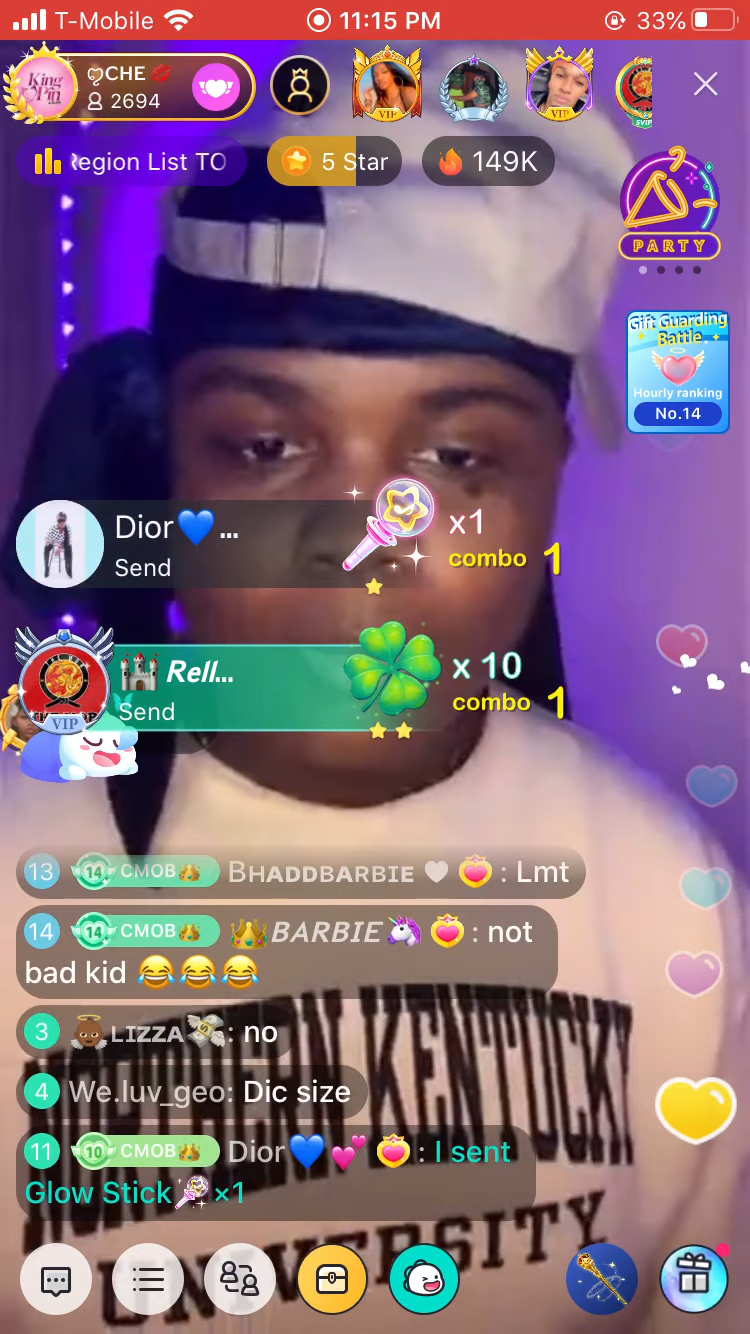 T-Mobile 11:15 PM 33%
King Pin
ღCHE💋
2694
VIP
VIP
SVIP
Region List TO
5 Star
149K
PARTY
Gift Guarding
Battle
Hourly ranking
No.14
Dior💙...
Send
x1
combo 1
🏰Rell...
Send
x 10
combo 1
VIP
13 14 CMOB👑 BHADDBARBIE 🤍 : Lmt
14 14 CMOB👑 👑BARBIE🦄 : not
bad kid 😂😂😂
3 👼🏾LIZZA💸: no
4 We.luv_geo: Dic size
11 10 CMOB👑 Dior💙💕 : I sent
Glow Stick ×1
NORTHERN KENTUCKY
UNIVERSITY